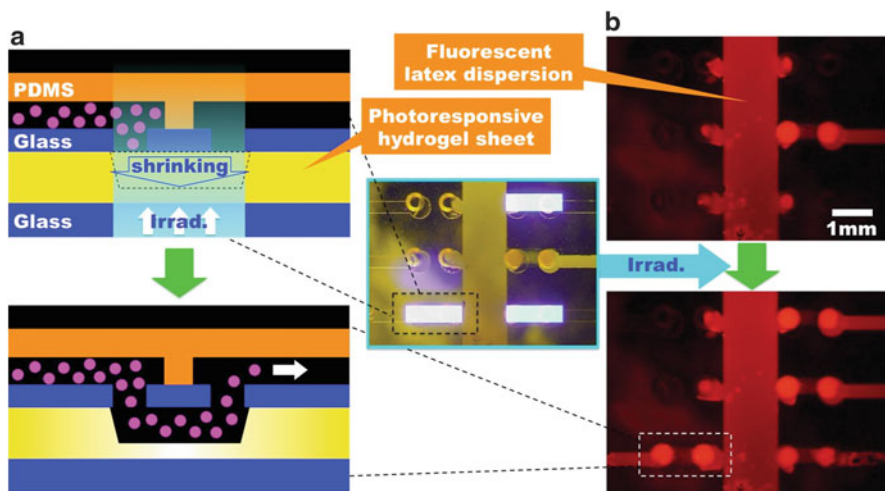 a
b
PDMS
Glass
shrinking
Irrad.
Glass
Fluorescent
latex dispersion
Photoresponsive
hydrogel sheet
Irrad.
1mm